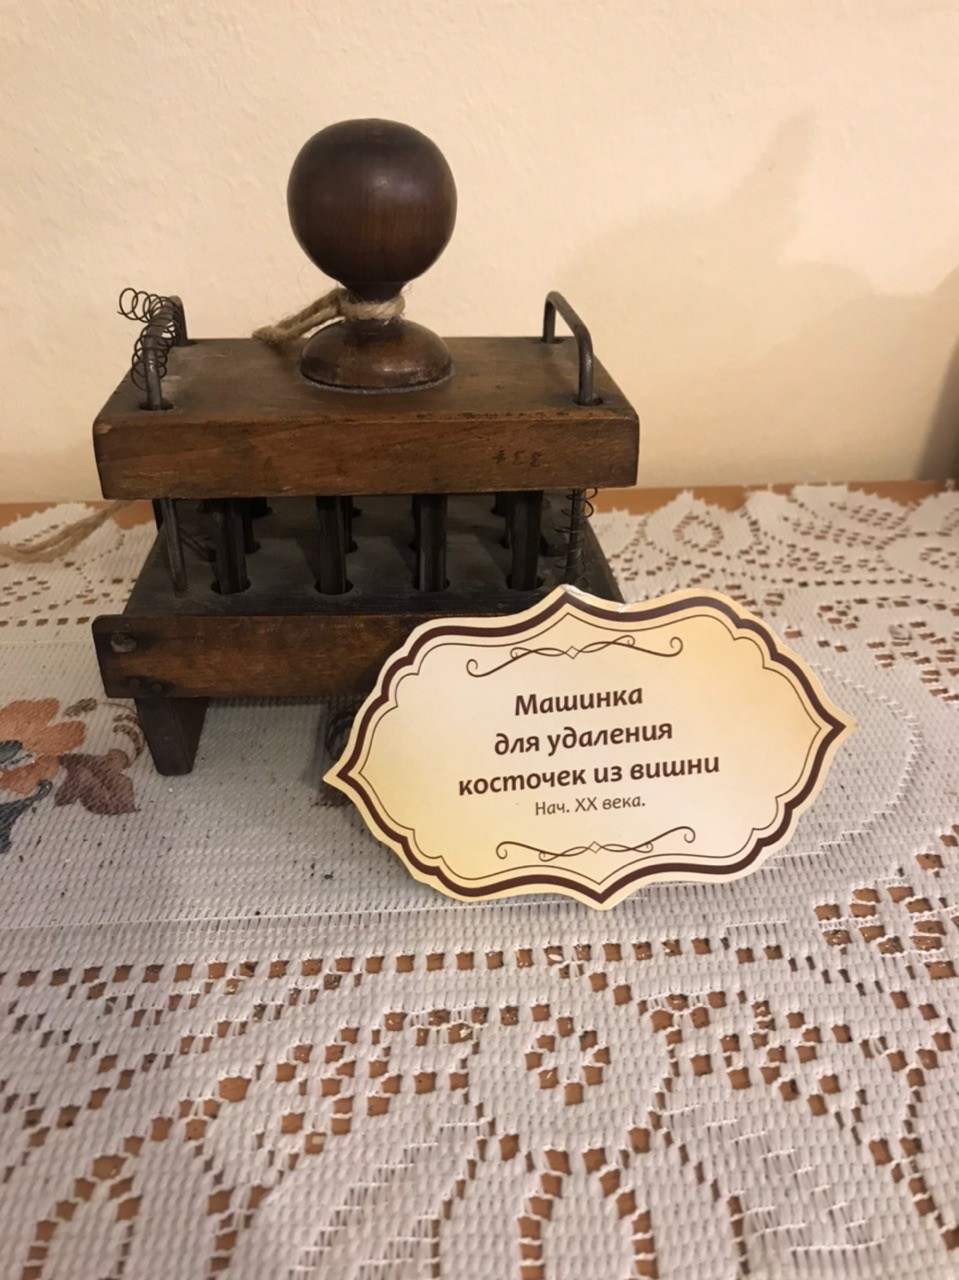 Машинка
для удаления
косточек из вишни
Нач. XX века.